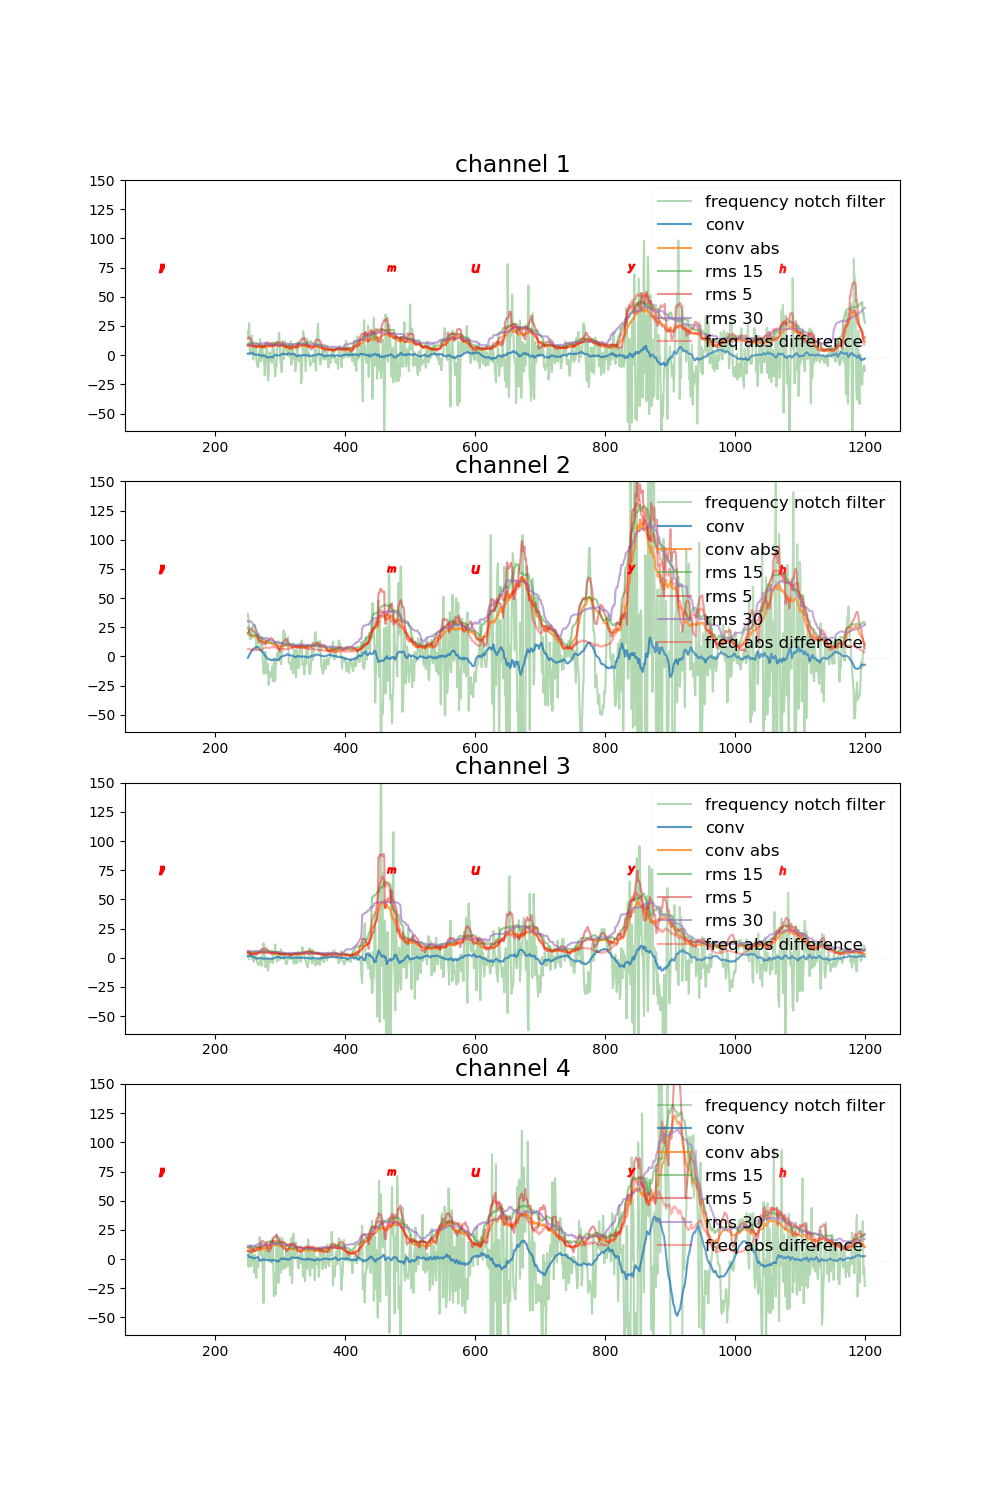 channel 1
150
125
100
75
50
25
0
−25
−50
frequency notch filter
conv
conv abs
rms 15
rms 5
rms 30
freq abs difference
m u y h
200 400 600 800 1000 1200
channel 2
150
125
100
75
50
25
0
−25
−50
frequency notch filter
conv
conv abs
rms 15
rms 5
rms 30
freq abs difference
m u y h
200 400 600 800 1000 1200
channel 3
150
125
100
75
50
25
0
−25
−50
frequency notch filter
conv
conv abs
rms 15
rms 5
rms 30
freq abs difference
m u y h
200 400 600 800 1000 1200
channel 4
150
125
100
75
50
25
0
−25
−50
frequency notch filter
conv
conv abs
rms 15
rms 5
rms 30
freq abs difference
m u y h
200 400 600 800 1000 1200